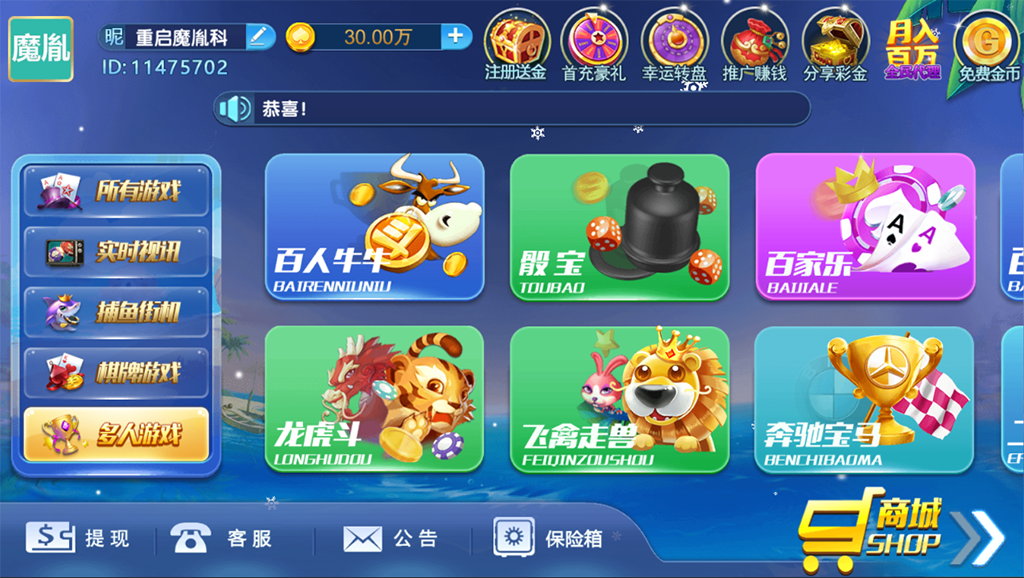 魔胤
昵 重启魔胤科
30.00万
ID:11475702
注册送金
首充豪礼
幸运转盘
推广赚钱
分享彩金
月入
百万
全民代理
G
免费金币
恭喜!
所有游戏
实时视讯
捕鱼街机
棋牌游戏
多人游戏
百人牛牛
BAIRENNIUNIU
骰宝
TOUBAO
百家乐
BAIJIALE
A
A
龙虎斗
LONGHUDOU
飞禽走兽
FEIQINZOUSHOU
奔驰宝马
BENCHIBAOMA
提现
客服
公告
保险箱
商城
SHOP